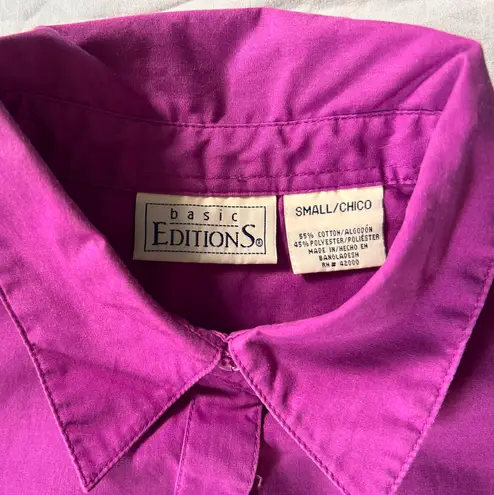 basic
EDITIONS®
SMALL/CHICO
55% COTTON/ALGODÓN
45% POLYESTER/POLIÉSTER
MADE IN/HECHO EN
BANGLADESH
RN# 42000